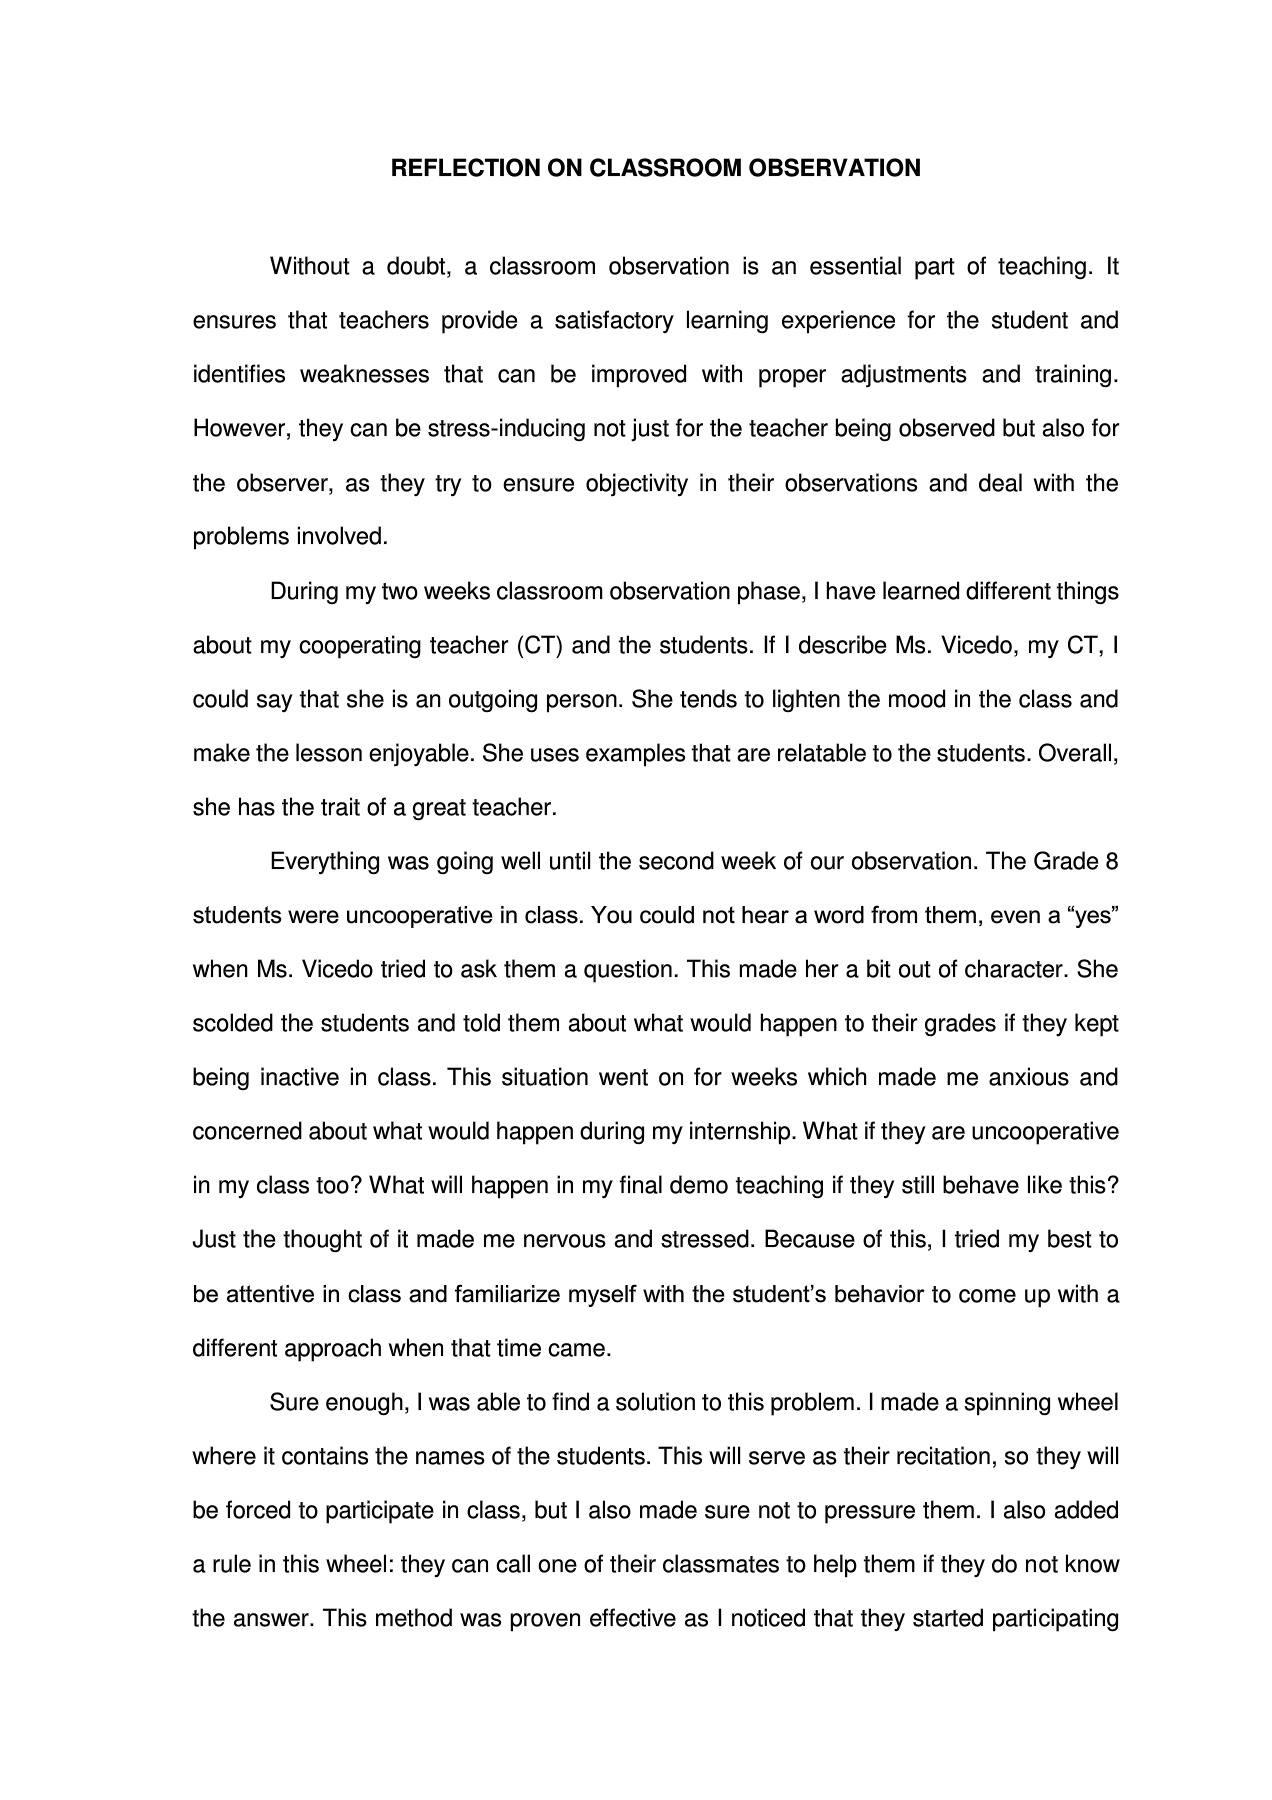 REFLECTION ON CLASSROOM OBSERVATION
Without a doubt, a classroom observation is an essential part of teaching. It
ensures that teachers provide a satisfactory learning experience for the student and
identifies weaknesses that can be improved with proper adjustments and training.
However, they can be stress-inducing not just for the teacher being observed but also for
the observer, as they try to ensure objectivity in their observations and deal with the
problems involved.
During my two weeks classroom observation phase, I have learned different things
about my cooperating teacher (CT) and the students. If I describe Ms. Vicedo, my CT, I
could say that she is an outgoing person. She tends to lighten the mood in the class and
make the lesson enjoyable. She uses examples that are relatable to the students. Overall,
she has the trait of a great teacher.
Everything was going well until the second week of our observation. The Grade 8
students were uncooperative in class. You could not hear a word from them, even a “yes”
when Ms. Vicedo tried to ask them a question. This made her a bit out of character. She
scolded the students and told them about what would happen to their grades if they kept
being inactive in class. This situation went on for weeks which made me anxious and
concerned about what would happen during my internship. What if they are uncooperative
in my class too? What will happen in my final demo teaching if they still behave like this?
Just the thought of it made me nervous and stressed. Because of this, I tried my best to
be attentive in class and familiarize myself with the student’s behavior to come up with a
different approach when that time came.
Sure enough, I was able to find a solution to this problem. I made a spinning wheel
where it contains the names of the students. This will serve as their recitation, so they will
be forced to participate in class, but I also made sure not to pressure them. I also added
a rule in this wheel: they can call one of their classmates to help them if they do not know
the answer. This method was proven effective as I noticed that they started participating